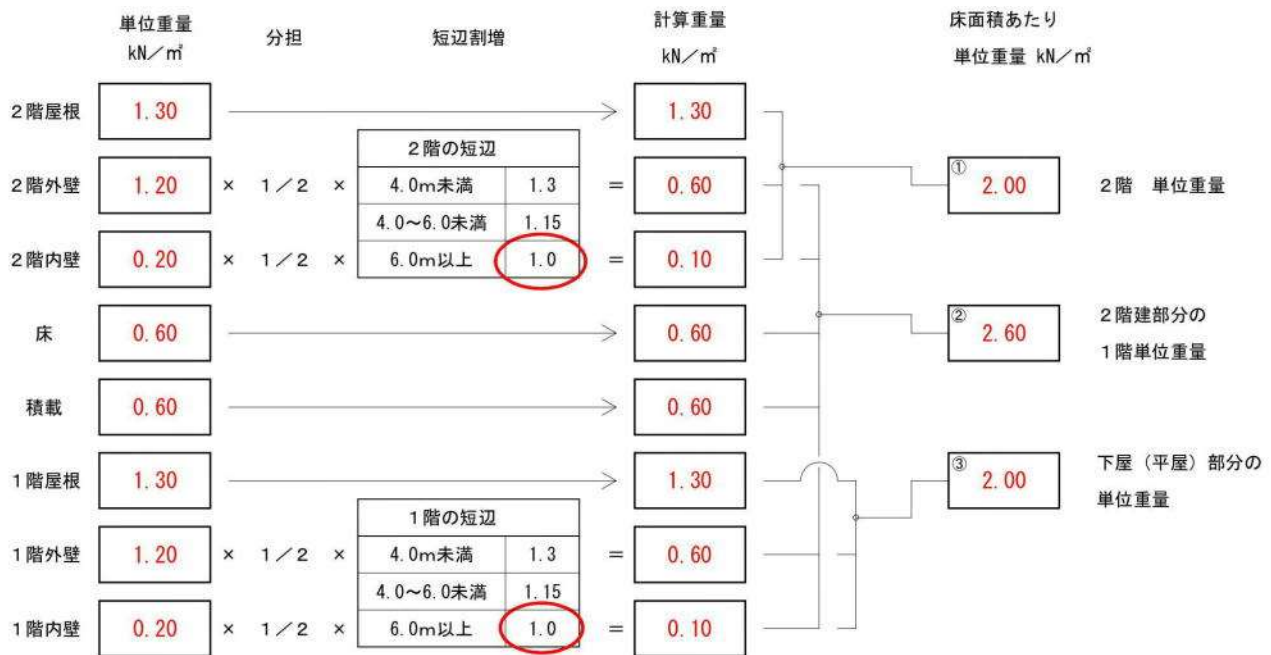 単位重量 分担 短辺割増 計算重量 床面積あたり
kN／㎡ kN／㎡ 単位重量 kN／㎡
2階屋根 1.30 1.30
2階の短辺
2階外壁 1.20 × 1／2 × 4.0m未満 1.3 = 0.60 ① 2.00 2階 単位重量
4.0～6.0未満 1.15
2階内壁 0.20 × 1／2 × 6.0m以上 1.0 = 0.10
床 0.60 0.60 ② 2.60 2階建部分の
1階単位重量
積載 0.60 0.60
1階屋根 1.30 1.30 ③ 2.00 下屋（平屋）部分の
単位重量
1階の短辺
1階外壁 1.20 × 1／2 × 4.0m未満 1.3 = 0.60
4.0～6.0未満 1.15
1階内壁 0.20 × 1／2 × 6.0m以上 1.0 = 0.10